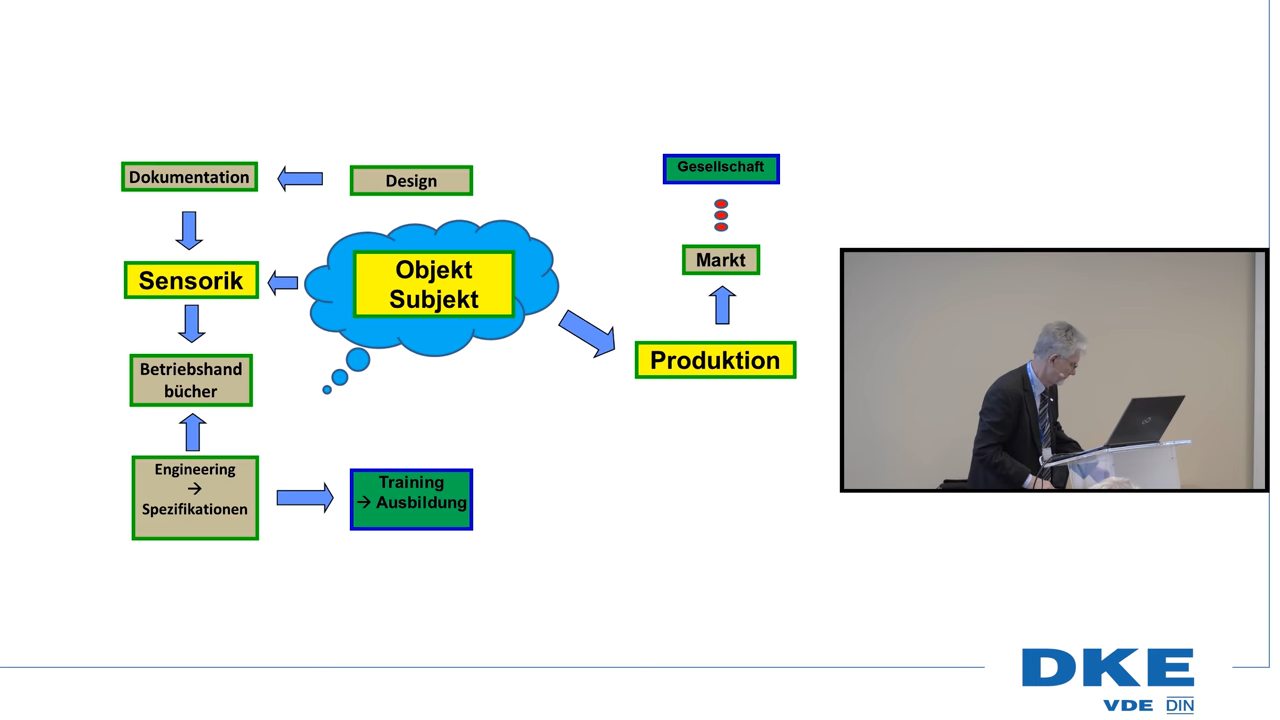 Dokumentation
Design
Gesellschaft
Sensorik
Objekt
Subjekt
Markt
Betriebshand
bücher
Produktion
Engineering
→
Spezifikationen
Training
→ Ausbildung
DKE
VDE DIN